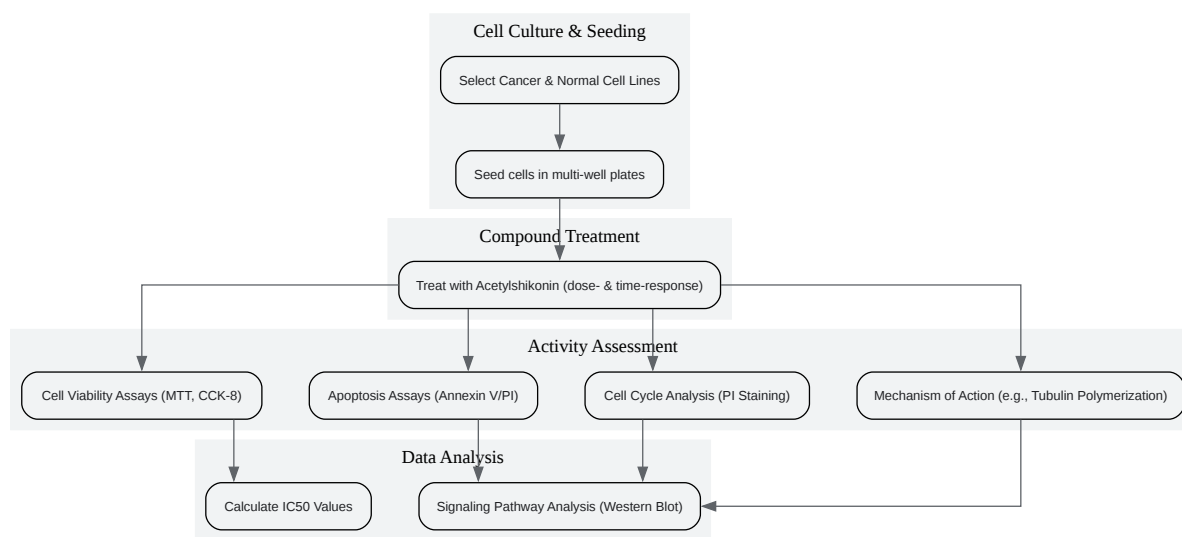 Cell Culture & Seeding
Select Cancer & Normal Cell Lines
Seed cells in multi-well plates
Compound Treatment
Treat with Acetylshikonin (dose- & time-response)
Activity Assessment
Cell Viability Assays (MTT, CCK-8)
Apoptosis Assays (Annexin V/PI)
Cell Cycle Analysis (PI Staining)
Mechanism of Action (e.g., Tubulin Polymerization)
Data Analysis
Calculate IC50 Values
Signaling Pathway Analysis (Western Blot)